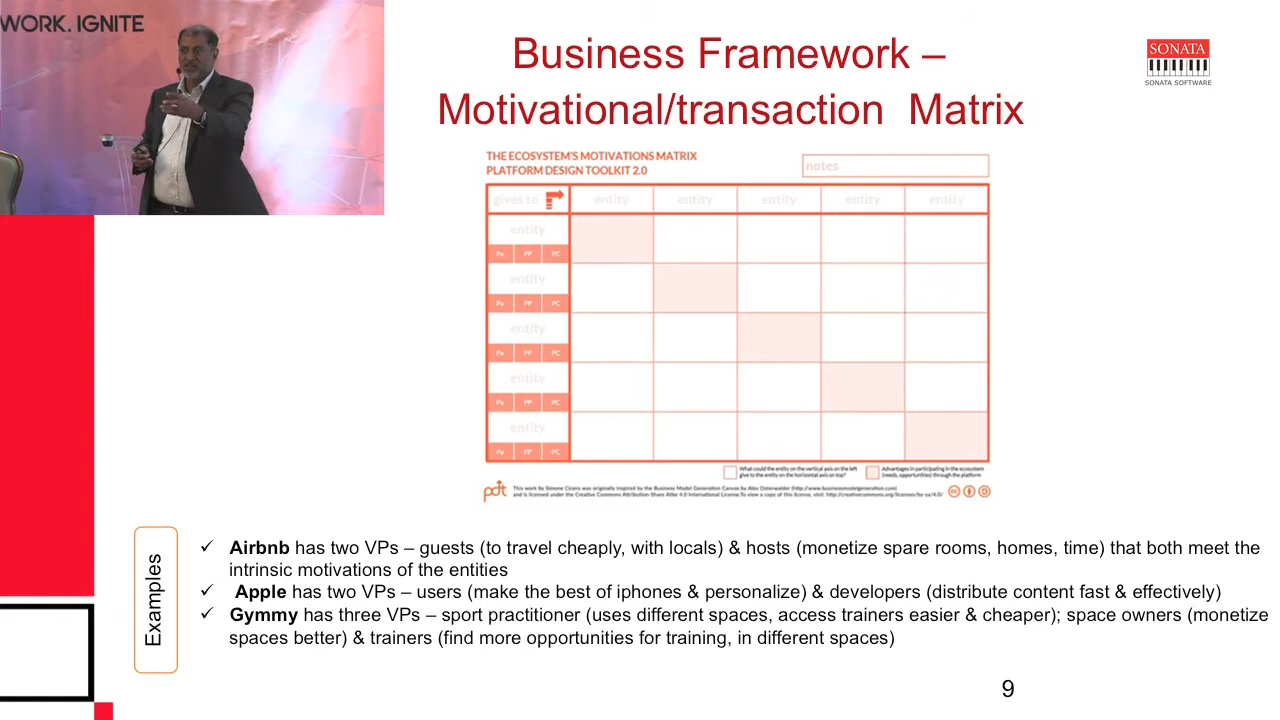 WORK. IGNITE
Business Framework –
Motivational/transaction Matrix
SONATA
SONATA SOFTWARE
THE ECOSYSTEM'S MOTIVATIONS MATRIX
PLATFORM DESIGN TOOLKIT 2.0
notes
gives to entity entity entity entity entity
entity
Pa PP PC
entity
Pa PP PC
entity
Pa PP PC
entity
Pa PP PC
entity
Pa PP PC
What could the entity on the vertical axis on the left
give to the entity on the horizontal axis on top?
Advantages in participating in the ecosystem
(needs, opportunities) through the platform
pdt
This work by Simone Cicero was originally inspired by the Business Model Generation Canvas by Alex Osterwalder (http://www.businessmodelgeneration.com)
and is licensed under the Creative Commons Attribution-Share Alike 4.0 International License. To view a copy of this license, visit: http://creativecommons.org/licenses/by-sa/4.0/
Examples
✓ Airbnb has two VPs – guests (to travel cheaply, with locals) & hosts (monetize spare rooms, homes, time) that both meet the
intrinsic motivations of the entities
✓ Apple has two VPs – users (make the best of iphones & personalize) & developers (distribute content fast & effectively)
✓ Gymmy has three VPs – sport practitioner (uses different spaces, access trainers easier & cheaper); space owners (monetize
spaces better) & trainers (find more opportunities for training, in different spaces)
9